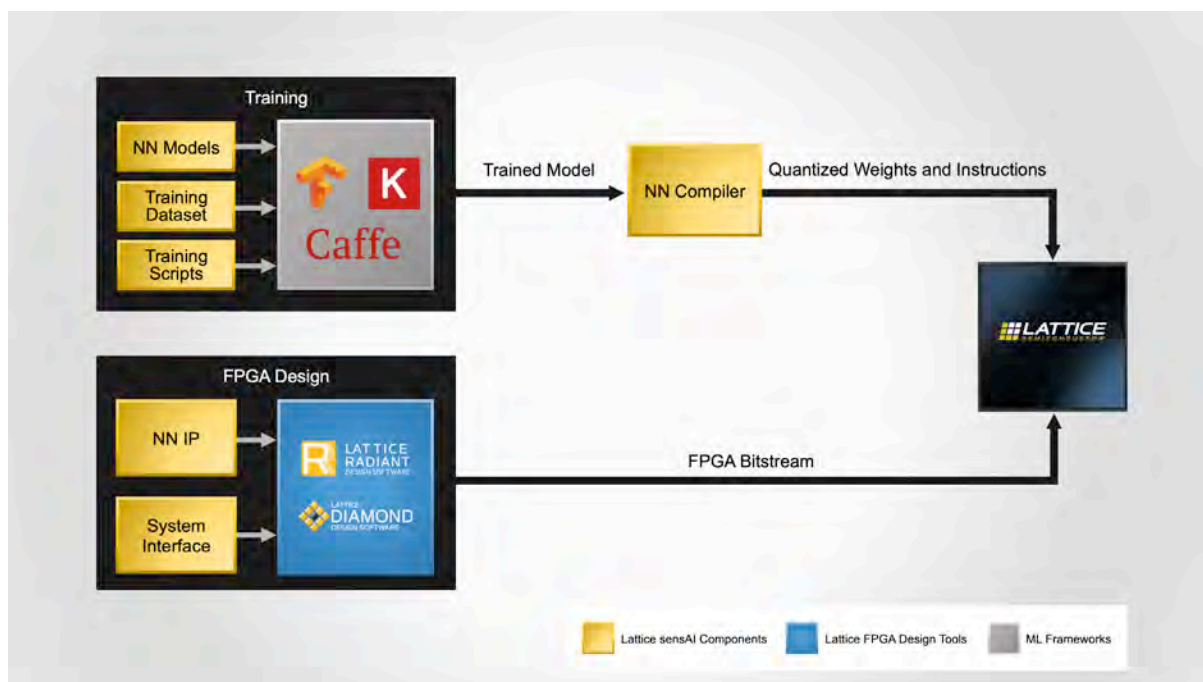 Training
NN Models
Training
Dataset
Training
Scripts
K
Caffe
Trained Model
NN Compiler
Quantized Weights and Instructions
LATTICE
SEMICONDUCTOR
FPGA Design
NN IP
System
Interface
R
LATTICE
RADIANT
DESIGN SOFTWARE
LATTICE
DIAMOND
DESIGN SOFTWARE
FPGA Bitstream
Lattice sensAI Components
Lattice FPGA Design Tools
ML Frameworks